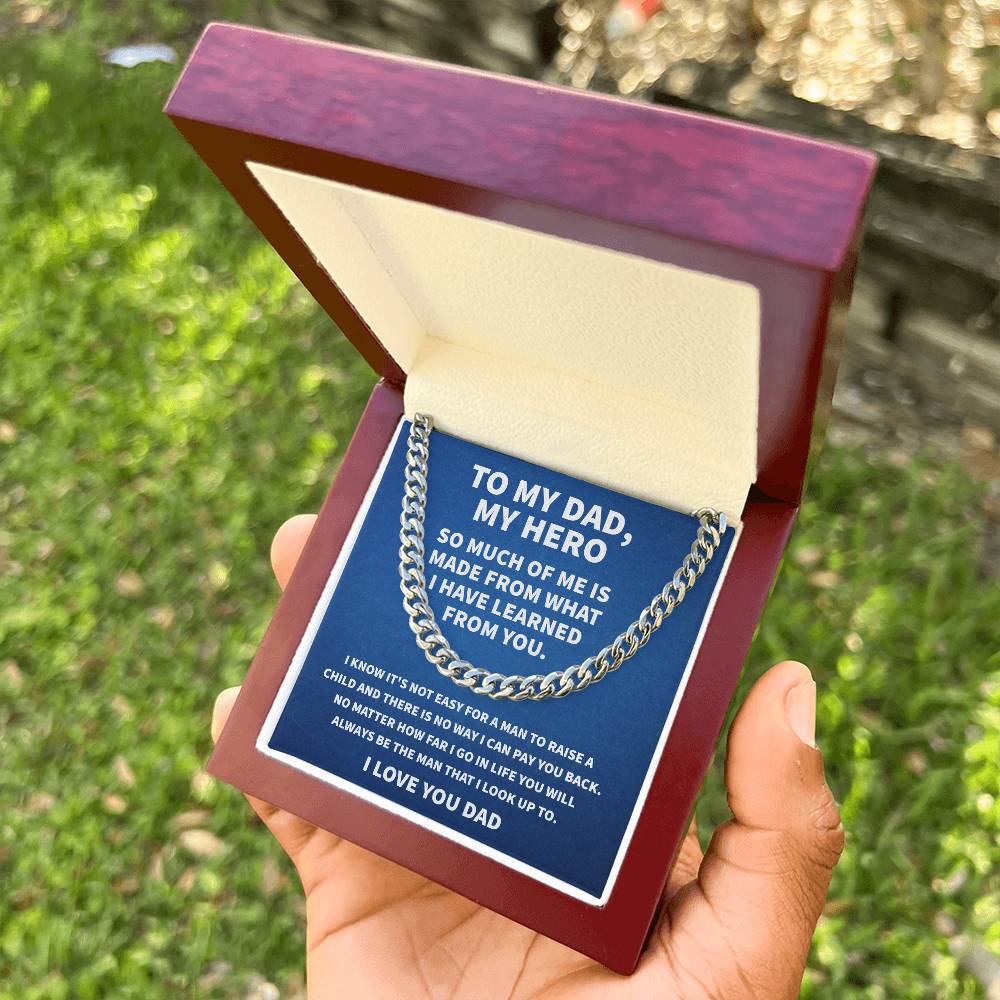 TO MY DAD,
MY HERO
SO MUCH OF ME IS
MADE FROM WHAT
I HAVE LEARNED
FROM YOU.
I KNOW IT'S NOT EASY FOR A MAN TO RAISE A
CHILD AND THERE IS NO WAY I CAN PAY YOU BACK.
NO MATTER HOW FAR I GO IN LIFE YOU WILL
ALWAYS BE THE MAN THAT I LOOK UP TO.
I LOVE YOU DAD